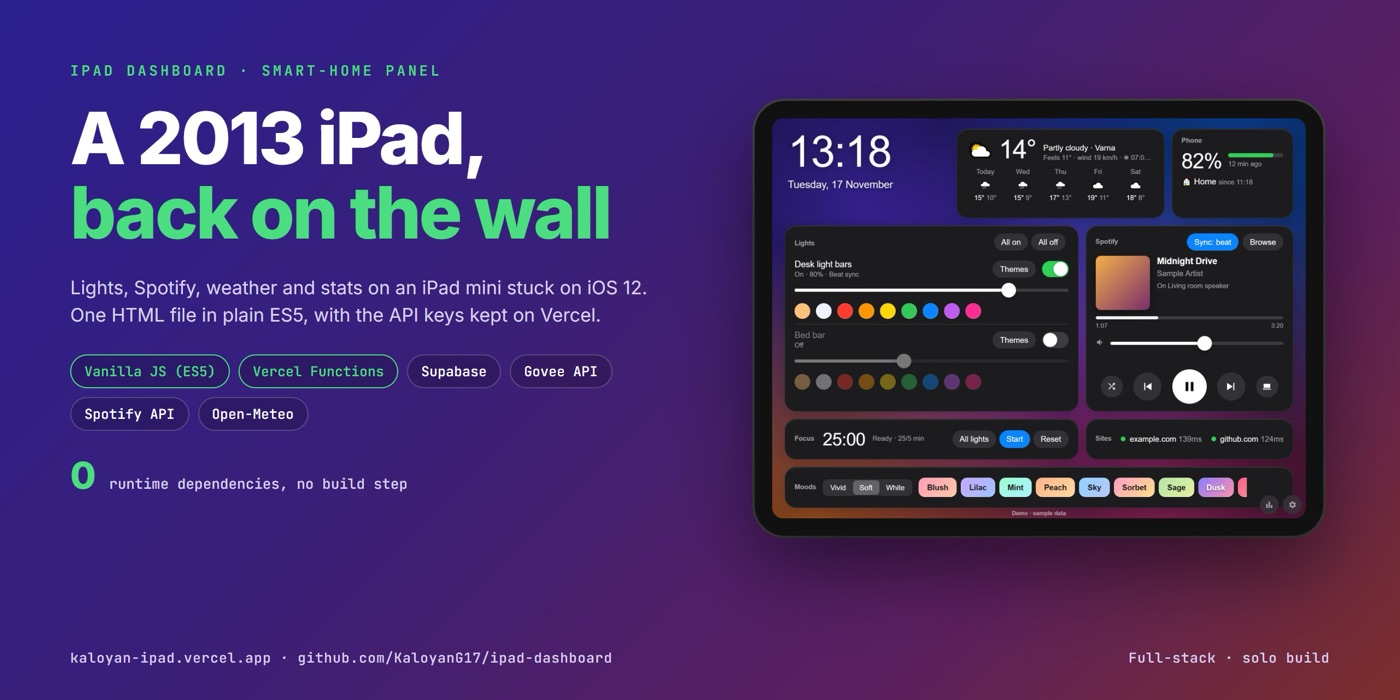 IPAD DASHBOARD · SMART-HOME PANEL
A 2013 iPad,
back on the wall
Lights, Spotify, weather and stats on an iPad mini stuck on iOS 12.
One HTML file in plain ES5, with the API keys kept on Vercel.
Vanilla JS (ES5) Vercel Functions Supabase Govee API
Spotify API Open-Meteo
0 runtime dependencies, no build step
13:18
Tuesday, 17 November
14° Partly cloudy · Varna
Feels 11° · wind 19 km/h · ☀ 07:0...
Today Wed Thu Fri Sat
15° 10° 15° 9° 17° 13° 19° 11° 18° 8°
Phone
82% 12 min ago
Home since 11:18
Lights All on All off
Desk light bars
On · 80% · Beat sync
Themes
Bed bar
Off
Themes
Spotify Sync: beat Browse
Midnight Drive
Sample Artist
On Living room speaker
1:07 3:20
Focus 25:00 Ready · 25/5 min All lights Start Reset
Sites example.com 139ms github.com 124ms
Moods Vivid Soft White Blush Lilac Mint Peach Sky Sorbet Sage Dusk
Demo · sample data
kaloyan-ipad.vercel.app · github.com/KaloyanG17/ipad-dashboard
Full-stack · solo build